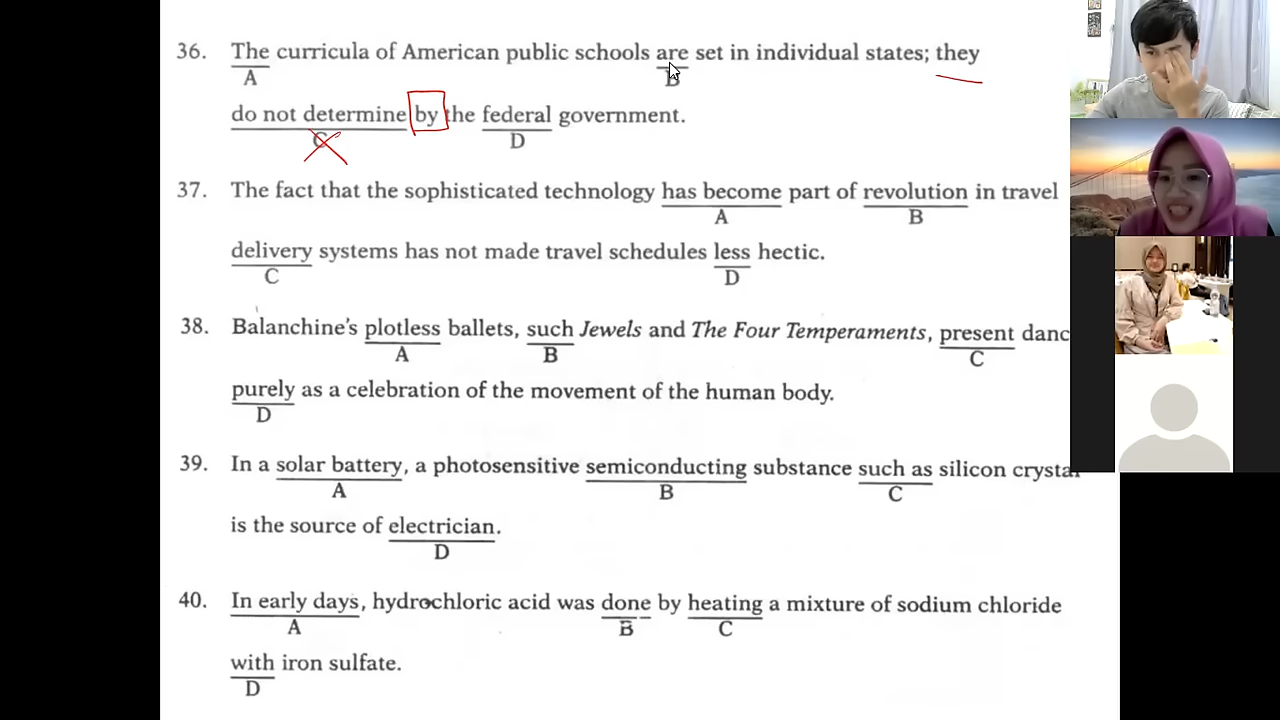 36. The curricula of American public schools are set in individual states; they
A B
do not determine by the federal government.
C D
37. The fact that the sophisticated technology has become part of revolution in travel
A B
delivery systems has not made travel schedules less hectic.
C D
38. Balanchine's plotless ballets, such Jewels and The Four Temperaments, present danc
A B C
purely as a celebration of the movement of the human body.
D
39. In a solar battery, a photosensitive semiconducting substance such as silicon crystal
A B C
is the source of electrician.
D
40. In early days, hydrochloric acid was done by heating a mixture of sodium chloride
A B C
with iron sulfate.
D